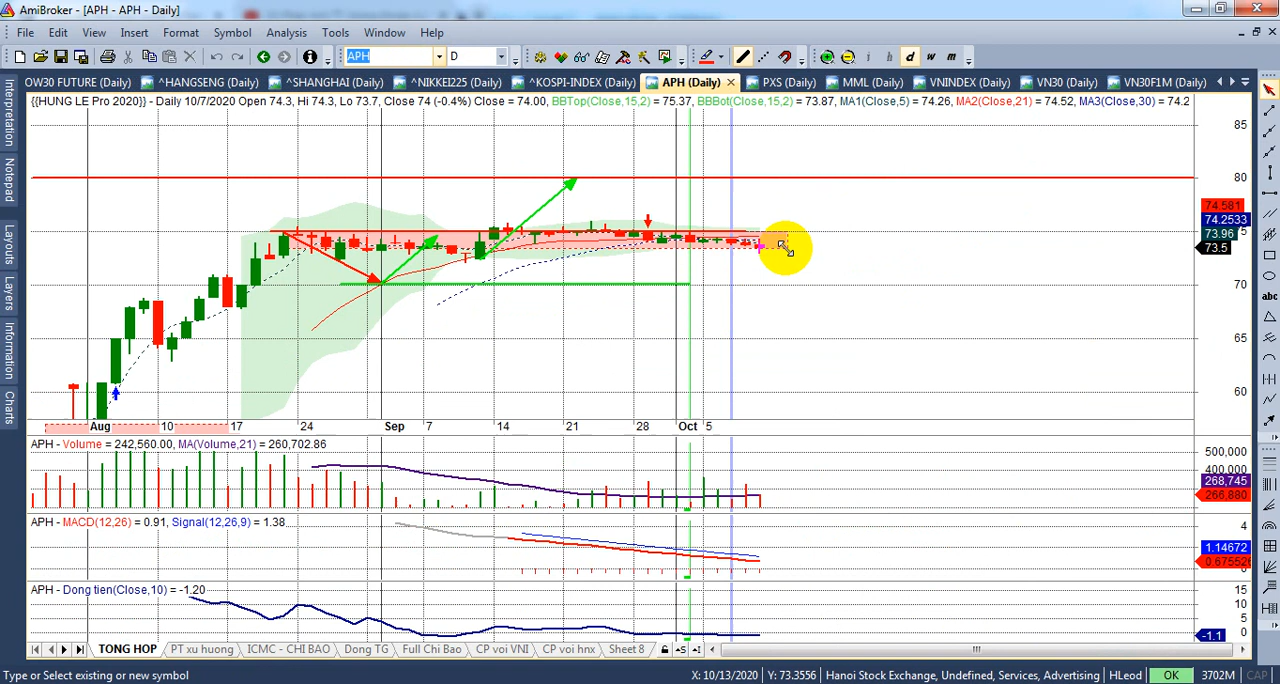 AmiBroker - [APH - APH - Daily]
File Edit View Insert Format Symbol Analysis Tools Window Help
APH D i h d w m
OW30 FUTURE (Daily) ^HANGSENG (Daily) ^SHANGHAI (Daily) ^NIKKEI225 (Daily) ^KOSPI-INDEX (Daily) APH (Daily) PXS (Daily) MML (Daily) VNINDEX (Daily) VN30 (Daily) VN30F1M (Daily)
{{HUNG LE Pro 2020}} - Daily 10/7/2020 Open 74.3, Hi 74.3, Lo 73.7, Close 74 (-0.4%) Close = 74.00, BBTop(Close,15,2) = 75.37, BBBot(Close,15,2) = 73.87, MA1(Close,5) = 74.26, MA2(Close,21) = 74.52, MA3(Close,30) = 74.2
Interpretation
Notepad
Layouts
Layers
Information
Charts
85
80
74.581
74.2533
73.96
73.5
70
65
60
abc
Aug 10 17 24 Sep 7 14 21 28 Oct 5
APH - Volume = 242,560.00, MA(Volume,21) = 260,702.86
500,000
400,000
268,745
266,880
APH - MACD(12,26) = 0.91, Signal(12,26,9) = 1.38
4
1.14672
0.675526
APH - Dong tien(Close,10) = -1.20
15
10
5
0
-1.1
TONG HOP PT xu huong ICMC - CHI BAO Dong TG Full Chi Bao CP voi VNI CP voi hnx Sheet 8
Type or Select existing or new symbol X: 10/13/2020 Y: 73.3556 Hanoi Stock Exchange, Undefined, Services, Advertising HLeod OK 3702M CAP